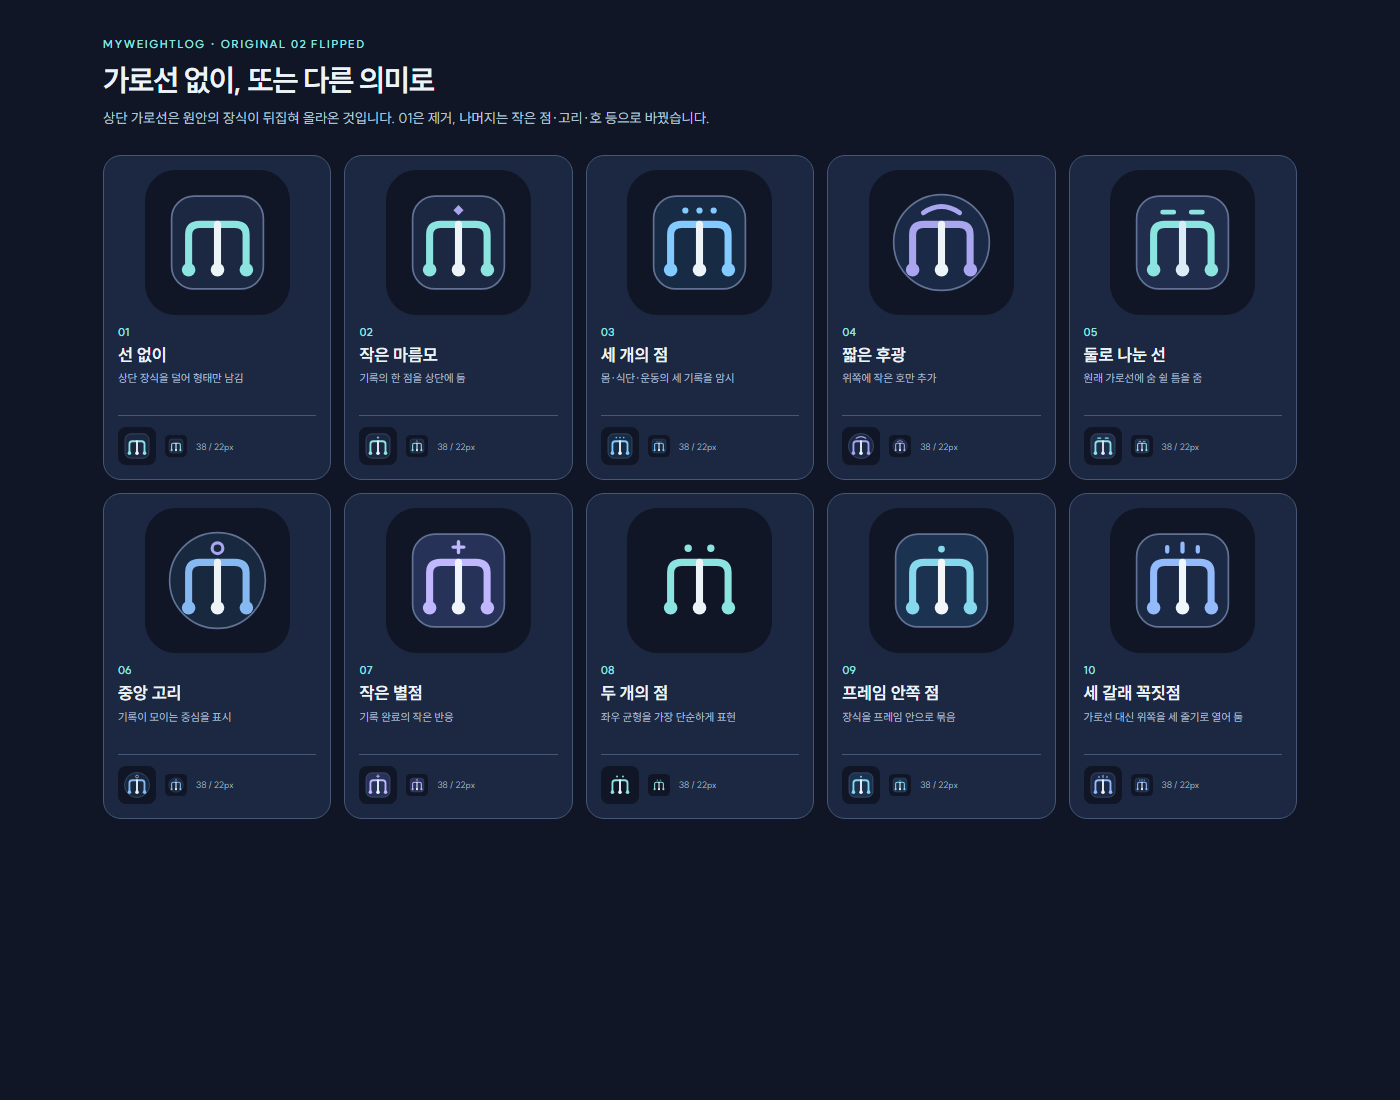 MYWEIGHTLOG · ORIGINAL 02 FLIPPED
가로선 없이, 또는 다른 의미로
상단 가로선은 원안의 장식이 뒤집혀 올라온 것입니다. 01은 제거, 나머지는 작은 점·고리·호 등으로 바꿨습니다.
01
선 없이
상단 장식을 덜어 형태만 남김
38 / 22px
02
작은 마름모
기록의 한 점을 상단에 둠
38 / 22px
03
세 개의 점
몸·식단·운동의 세 기록을 암시
38 / 22px
04
짧은 후광
위쪽에 작은 호만 추가
38 / 22px
05
둘로 나눈 선
원래 가로선에 숨 쉴 틈을 줌
38 / 22px
06
중앙 고리
기록이 모이는 중심을 표시
38 / 22px
07
작은 별점
기록 완료의 작은 반응
38 / 22px
08
두 개의 점
좌우 균형을 가장 단순하게 표현
38 / 22px
09
프레임 안쪽 점
장식을 프레임 안으로 묶음
38 / 22px
10
세 갈래 꼭짓점
가로선 대신 위쪽을 세 줄기로 열어 둠
38 / 22px